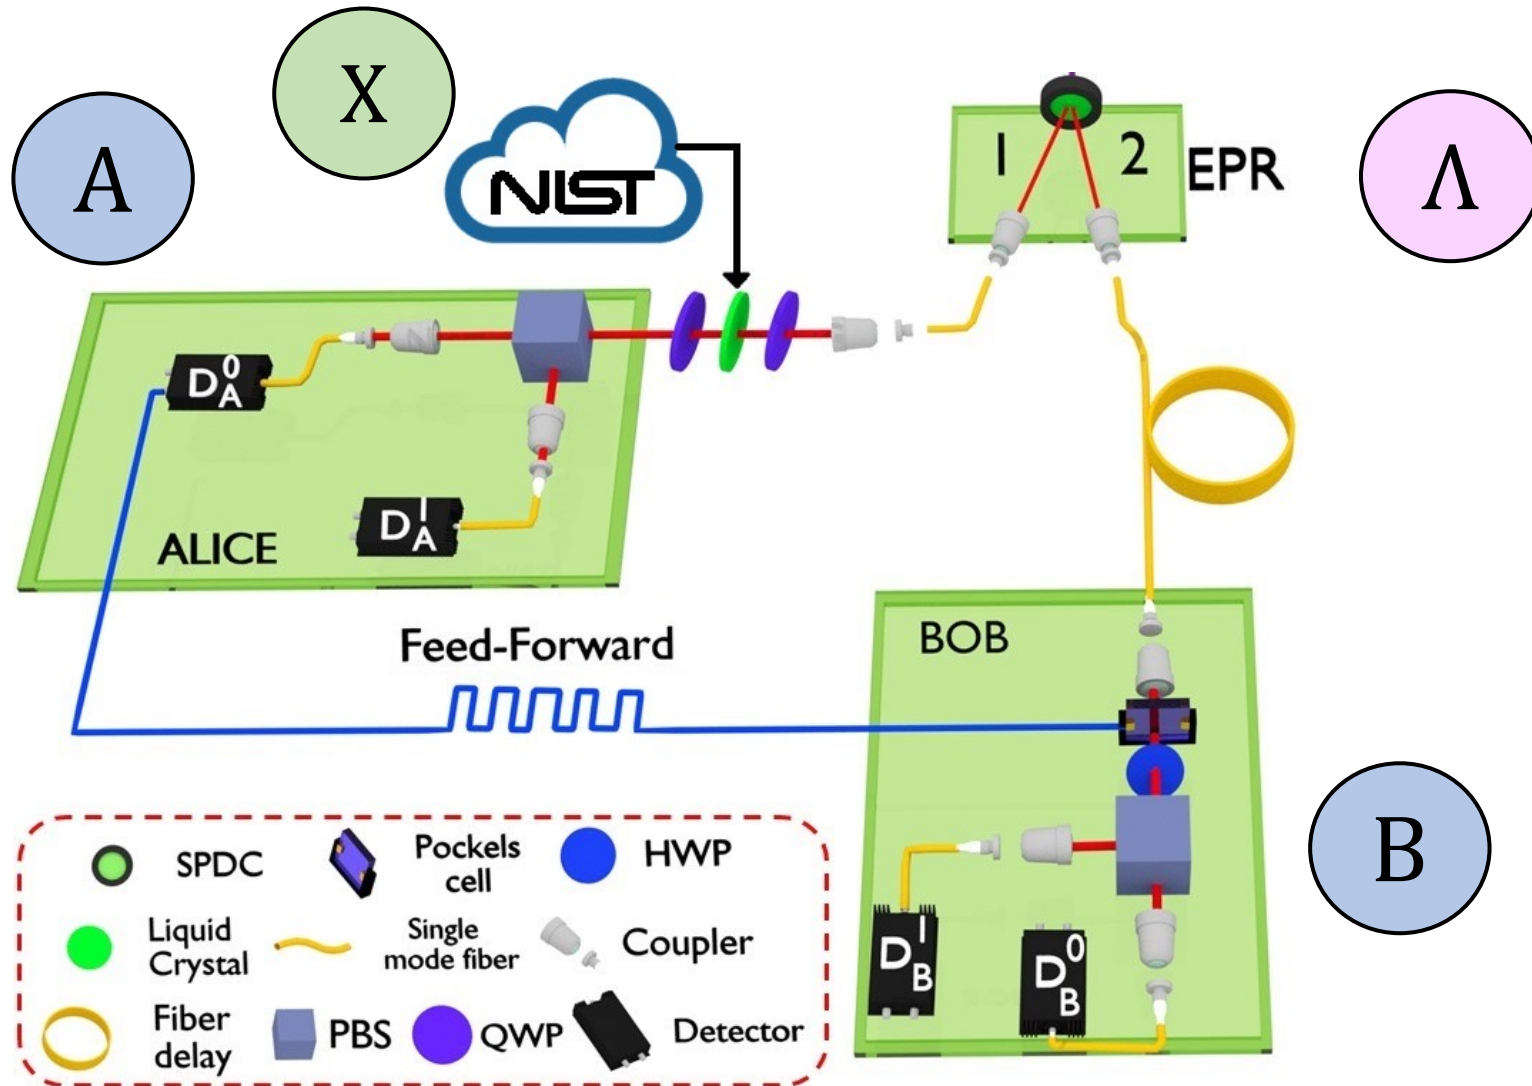 X
A
NIST
1
2
EPR
Λ
D_A^0
D_A^1
ALICE
Feed-Forward
BOB
B
D_B^1
D_B^0
SPDC
Pockels
cell
HWP
Liquid
Crystal
Single
mode fiber
Coupler
Fiber
delay
PBS
QWP
Detector